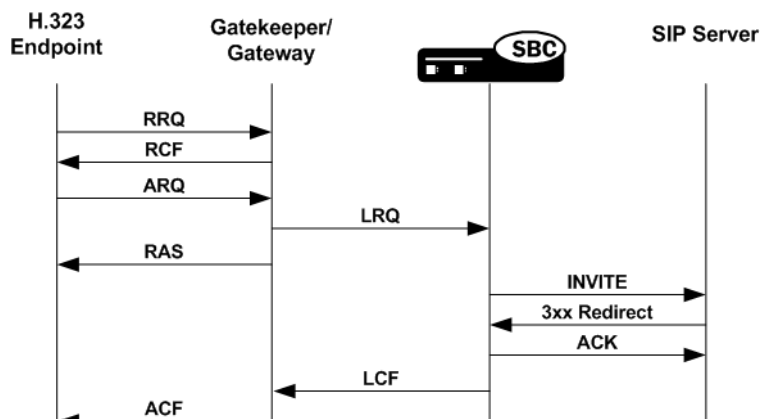 H.323
Endpoint
Gatekeeper/
Gateway
SBC
SIP Server
RRQ
RCF
ARQ
LRQ
RAS
INVITE
3xx Redirect
ACK
LCF
ACF